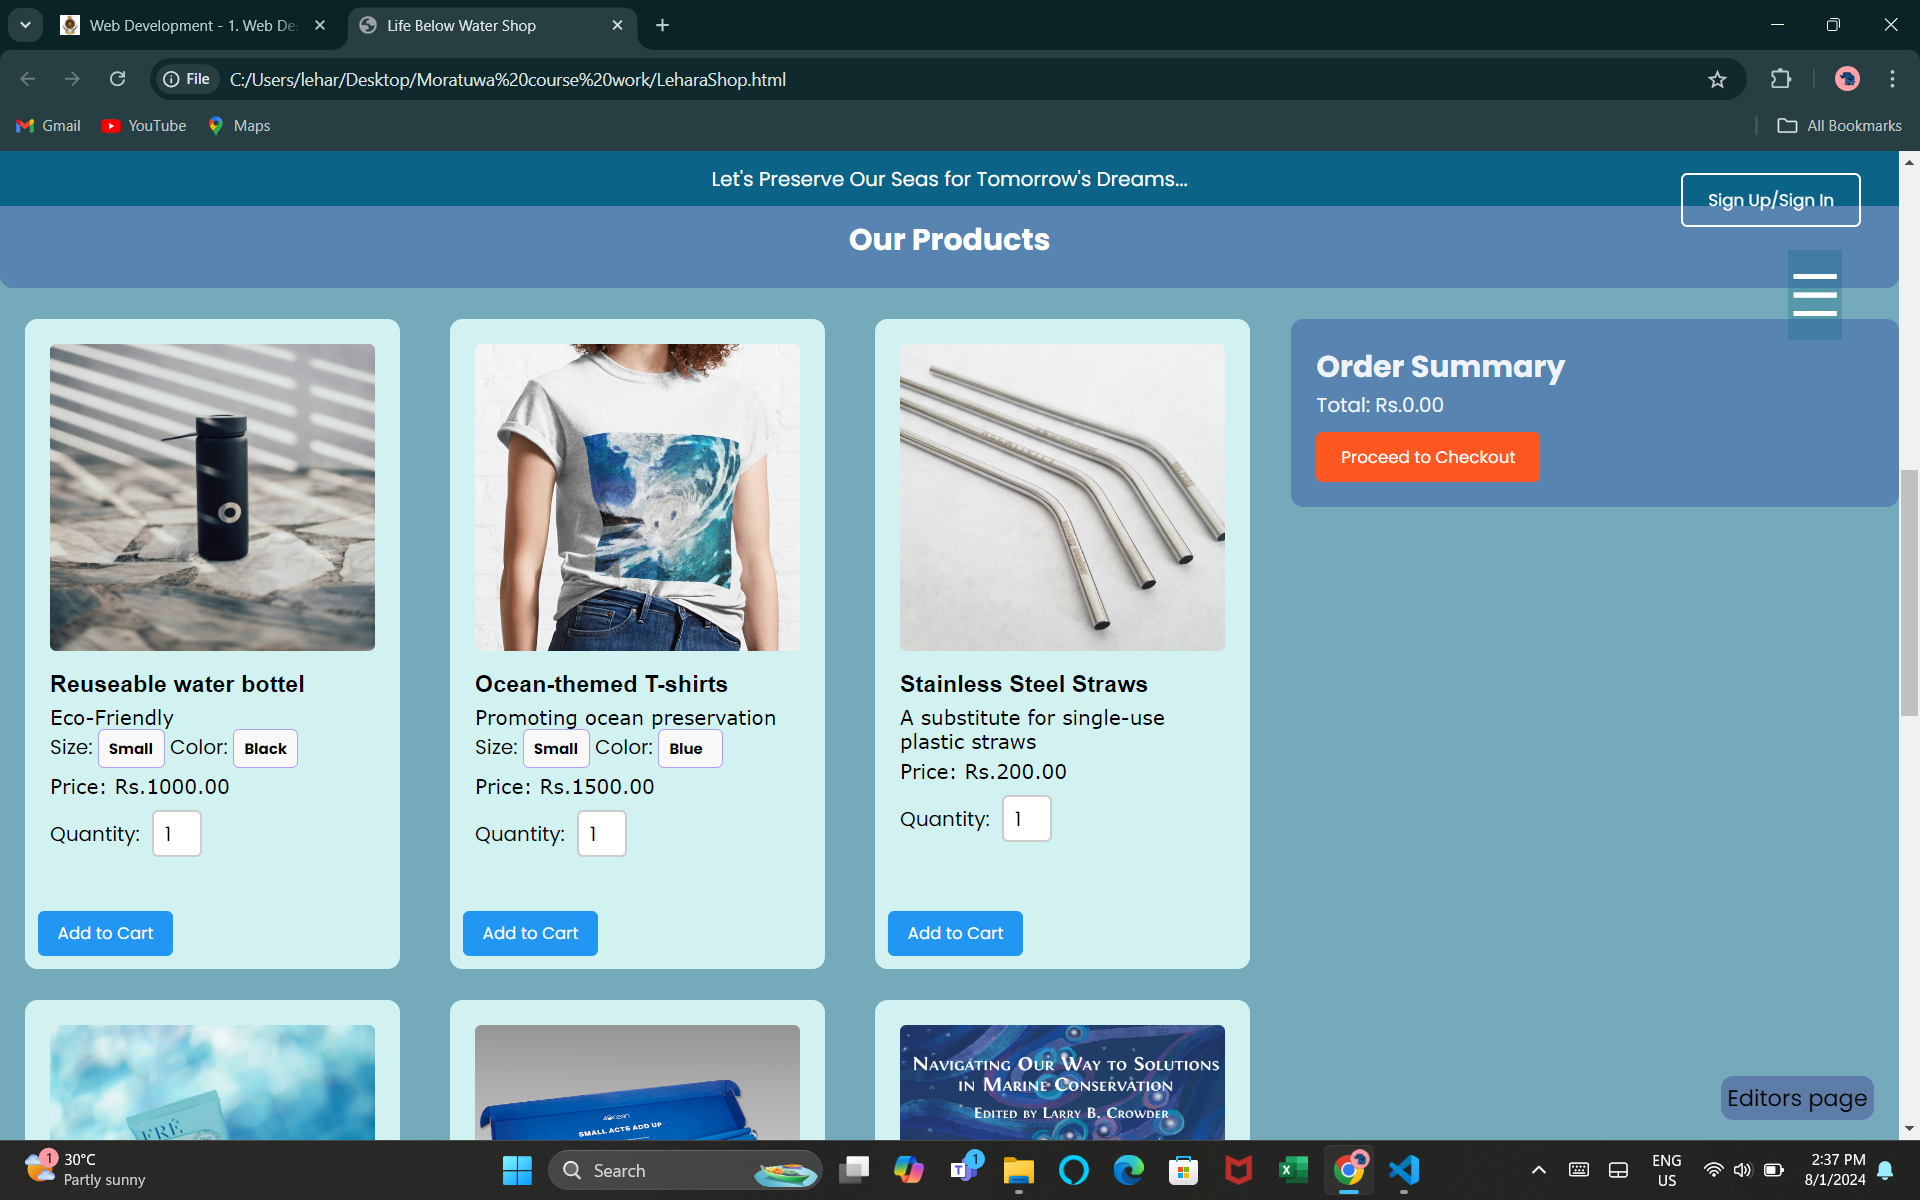 Web Development - 1. Web De
Life Below Water Shop
File
C:/Users/lehar/Desktop/Moratuwa%20course%20work/LeharaShop.html
Gmail
YouTube
Maps
All Bookmarks
Let's Preserve Our Seas for Tomorrow's Dreams...
Sign Up/Sign In
Our Products
Order Summary
Total: Rs.0.00
Proceed to Checkout
Reuseable water bottel
Eco-Friendly
Size: Small Color: Black
Price: Rs.1000.00
Quantity: 1
Add to Cart
Ocean-themed T-shirts
Promoting ocean preservation
Size: Small Color: Blue
Price: Rs.1500.00
Quantity: 1
Add to Cart
Stainless Steel Straws
A substitute for single-use
plastic straws
Price: Rs.200.00
Quantity: 1
Add to Cart
FRÉ
4ocean
SMALL ACTS ADD UP
Navigating Our Way to Solutions
in Marine Conservation
Edited by Larry B. Crowder
Editors page
1
30°C
Partly sunny
Search
1
ENG
US
2:37 PM
8/1/2024